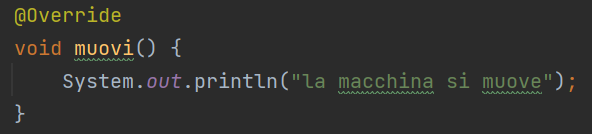 @Override
void muovi() {
    System.out.println("la macchina si muove");
}